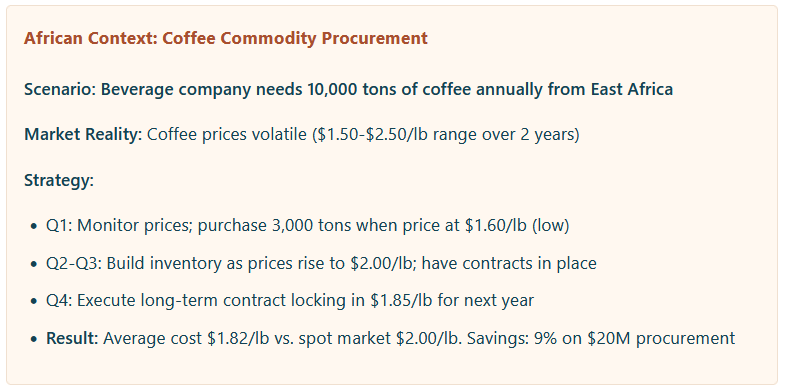 African Context: Coffee Commodity Procurement
Scenario: Beverage company needs 10,000 tons of coffee annually from East Africa
Market Reality: Coffee prices volatile ($1.50-$2.50/lb range over 2 years)
Strategy:
• Q1: Monitor prices; purchase 3,000 tons when price at $1.60/lb (low)
• Q2-Q3: Build inventory as prices rise to $2.00/lb; have contracts in place
• Q4: Execute long-term contract locking in $1.85/lb for next year
• Result: Average cost $1.82/lb vs. spot market $2.00/lb. Savings: 9% on $20M procurement